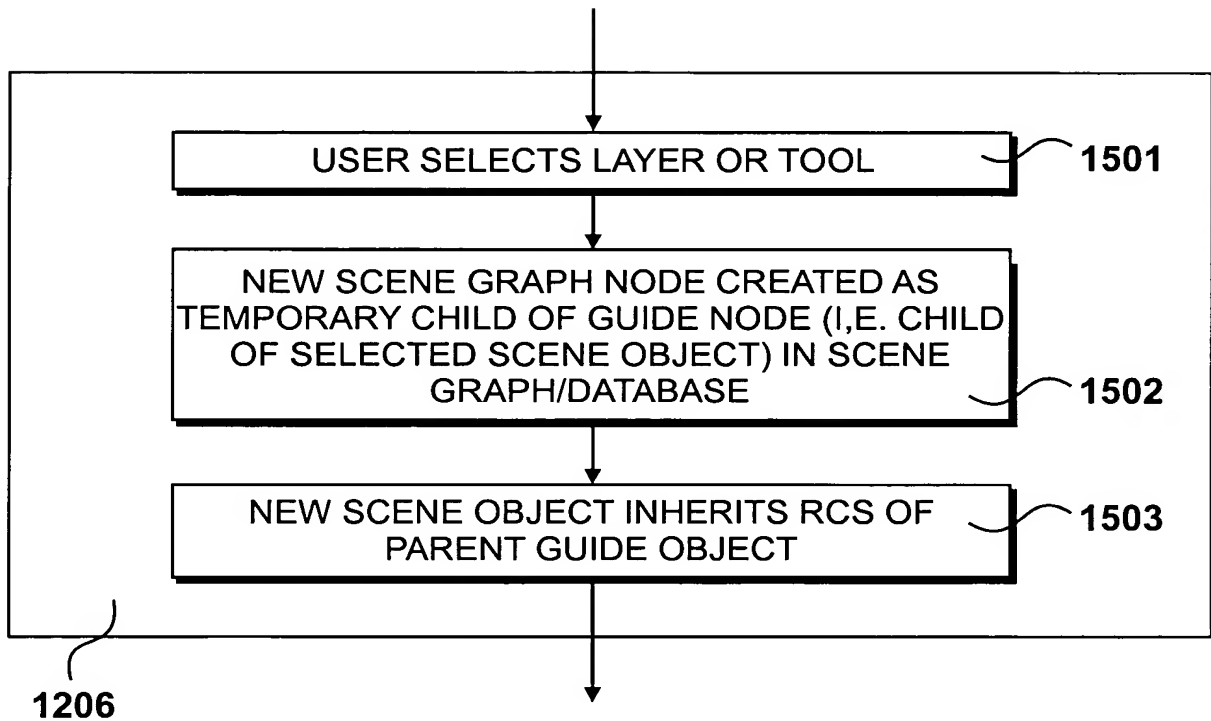 USER SELECTS LAYER OR TOOL
1501
NEW SCENE GRAPH NODE CREATED AS
TEMPORARY CHILD OF GUIDE NODE (I,E. CHILD
OF SELECTED SCENE OBJECT) IN SCENE
GRAPH/DATABASE
1502
NEW SCENE OBJECT INHERITS RCS OF
PARENT GUIDE OBJECT
1503
1206